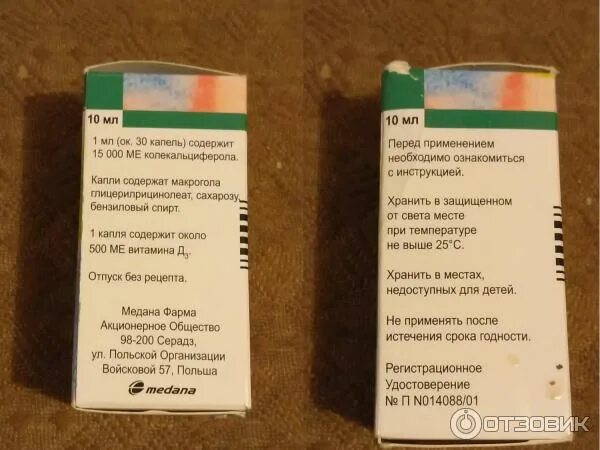 10 мл
1 мл (ок. 30 капель) содержит
15 000 МЕ колекальциферола.
Капли содержат макрогола
глицерилрицинолеат, сахарозу,
бензиловый спирт.
1 капля содержит около
500 МЕ витамина Д3.
Отпуск без рецепта.
Медана Фарма
Акционерное Общество
98-200 Серадз,
ул. Польской Организации
Войсковой 57, Польша
medana
10 мл
Перед применением
необходимо ознакомиться
с инструкцией.
Хранить в защищенном
от света месте
при температуре
не выше 25°С.
Хранить в местах,
недоступных для детей.
Не применять после
истечения срока годности.
Регистрационное
Удостоверение
№ П N014088/01
ОТЗОВИК